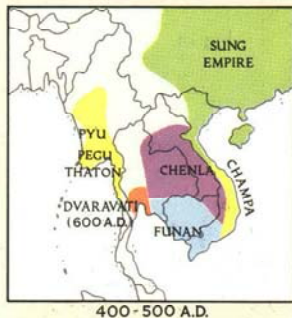 SUNG
EMPIRE
PYU
PEGU
THATON
CHENLA
CHAMPA
DVARAVATI
(600 A.D.)
FUNAN
400-500 A.D.